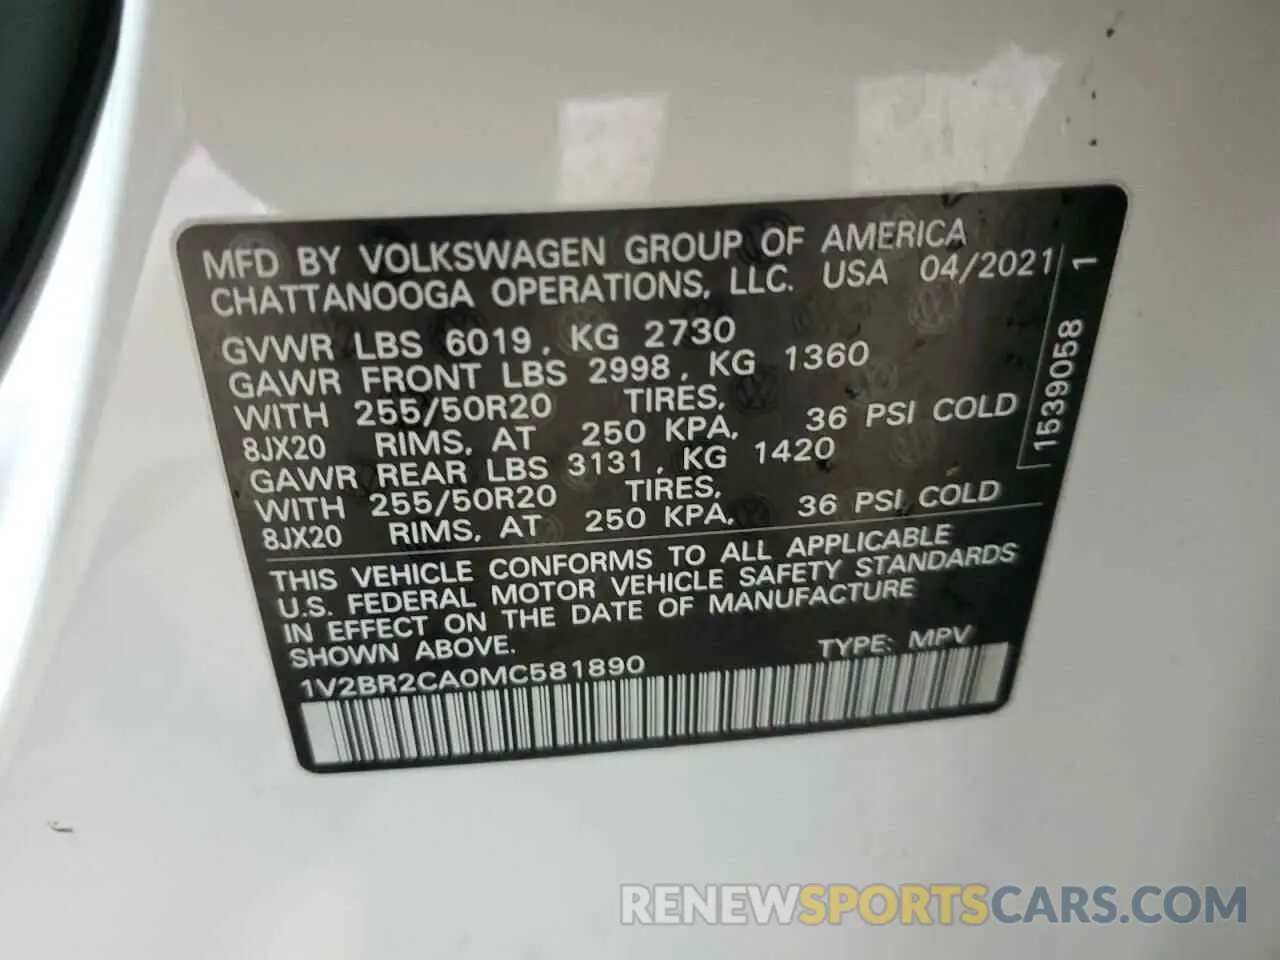 MFD BY VOLKSWAGEN GROUP OF AMERICA
CHATTANOOGA OPERATIONS, LLC. USA 04/2021
GVWR LBS 6019, KG 2730
GAWR FRONT LBS 2998, KG 1360
WITH 255/50R20 TIRES,
8JX20 RIMS, AT 250 KPA, 36 PSI COLD
GAWR REAR LBS 3131, KG 1420
WITH 255/50R20 TIRES,
8JX20 RIMS, AT 250 KPA, 36 PSI COLD
1539058 1
THIS VEHICLE CONFORMS TO ALL APPLICABLE
U.S. FEDERAL MOTOR VEHICLE SAFETY STANDARDS
IN EFFECT ON THE DATE OF MANUFACTURE
SHOWN ABOVE.
TYPE: MPV
1V2BR2CA0MC581890
RENEWSPORTSCARS.COM